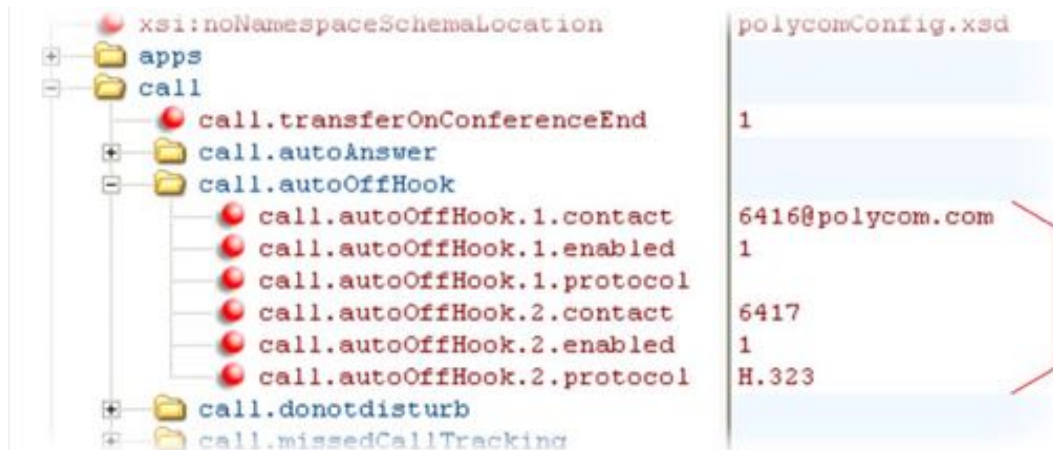 xsi:noNamespaceSchemaLocation polycomConfig.xsd
apps
call
call.transferOnConferenceEnd 1
call.autoAnswer
call.autoOffHook
call.autoOffHook.1.contact 6416@polycom.com
call.autoOffHook.1.enabled 1
call.autoOffHook.1.protocol
call.autoOffHook.2.contact 6417
call.autoOffHook.2.enabled 1
call.autoOffHook.2.protocol H.323
call.donotdisturb
call.missedCallTracking